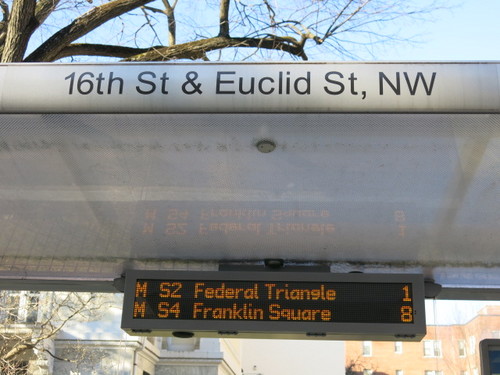 16th St & Euclid St, NW
M S2 Federal Triangle 1
M S4 Franklin Square 8